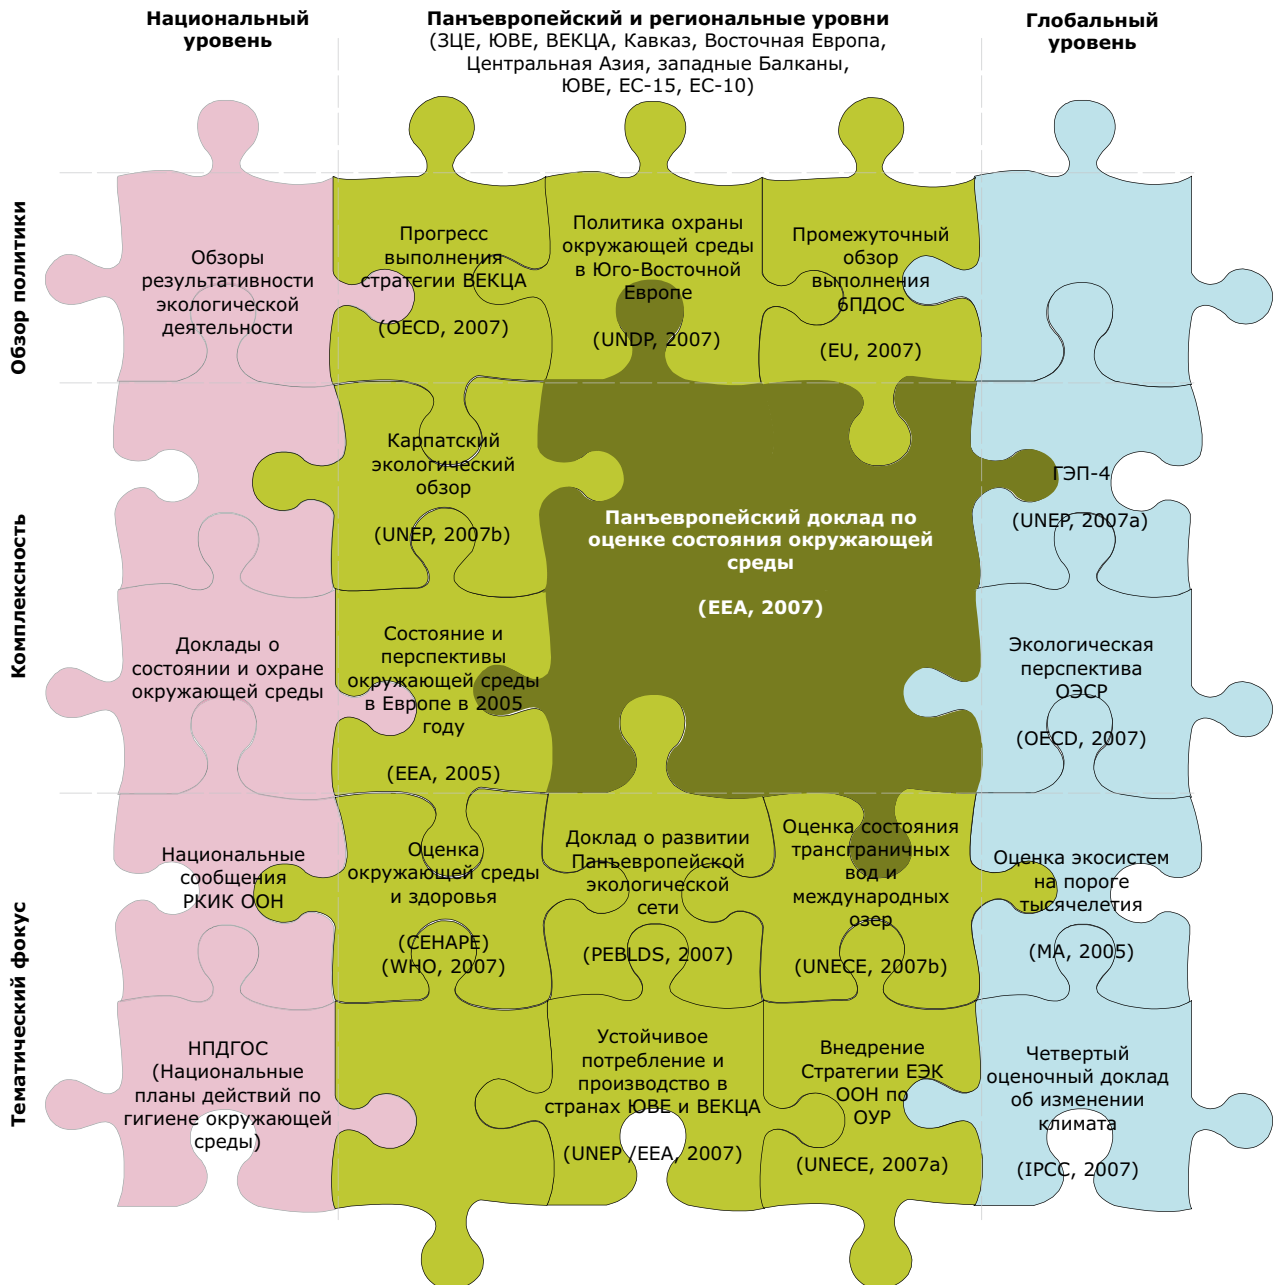 Национальный
уровень
Панъевропейский и региональные уровни
(ЗЦЕ, ЮВЕ, ВЕКЦА, Кавказ, Восточная Европа,
Центральная Азия, западные Балканы,
ЮВЕ, ЕС-15, ЕС-10)
Глобальный
уровень
Обзор политики
Обзоры
результативности
экологической
деятельности
Прогресс
выполнения
стратегии ВЕКЦА
(OECD, 2007)
Политика охраны
окружающей среды
в Юго-Восточной
Европе
(UNDP, 2007)
Промежуточный
обзор
выполнения
6ПДОС
(EU, 2007)
Комплексность
Карпатский
экологический
обзор
(UNEP, 2007b)
Панъевропейский доклад по
оценке состояния окружающей
среды
(EEA, 2007)
ГЭП-4
(UNEP, 2007a)
Доклады о
состоянии и охране
окружающей среды
Состояние и
перспективы
окружающей среды
в Европе в 2005
году
(EEA, 2005)
Экологическая
перспектива
ОЭСР
(OECD, 2007)
Тематический фокус
Национальные
сообщения
РКИК ООН
Оценка
окружающей среды
и здоровья
(CEHAPE)
(WHO, 2007)
Доклад о развитии
Панъевропейской
экологической
сети
(PEBLDS, 2007)
Оценка состояния
трансграничных
вод и
международных
озер
(UNECE, 2007b)
Оценка экосистем
на пороге
тысячелетия
(MA, 2005)
НПДГОС
(Национальные
планы действий по
гигиене окружающей
среды)
Устойчивое
потребление и
производство в
странах ЮВЕ и ВЕКЦА
(UNEP /EEA, 2007)
Внедрение
Стратегии ЕЭК
ООН по
ОУР
(UNECE, 2007a)
Четвертый
оценочный доклад
об изменении
климата
(IPCC, 2007)